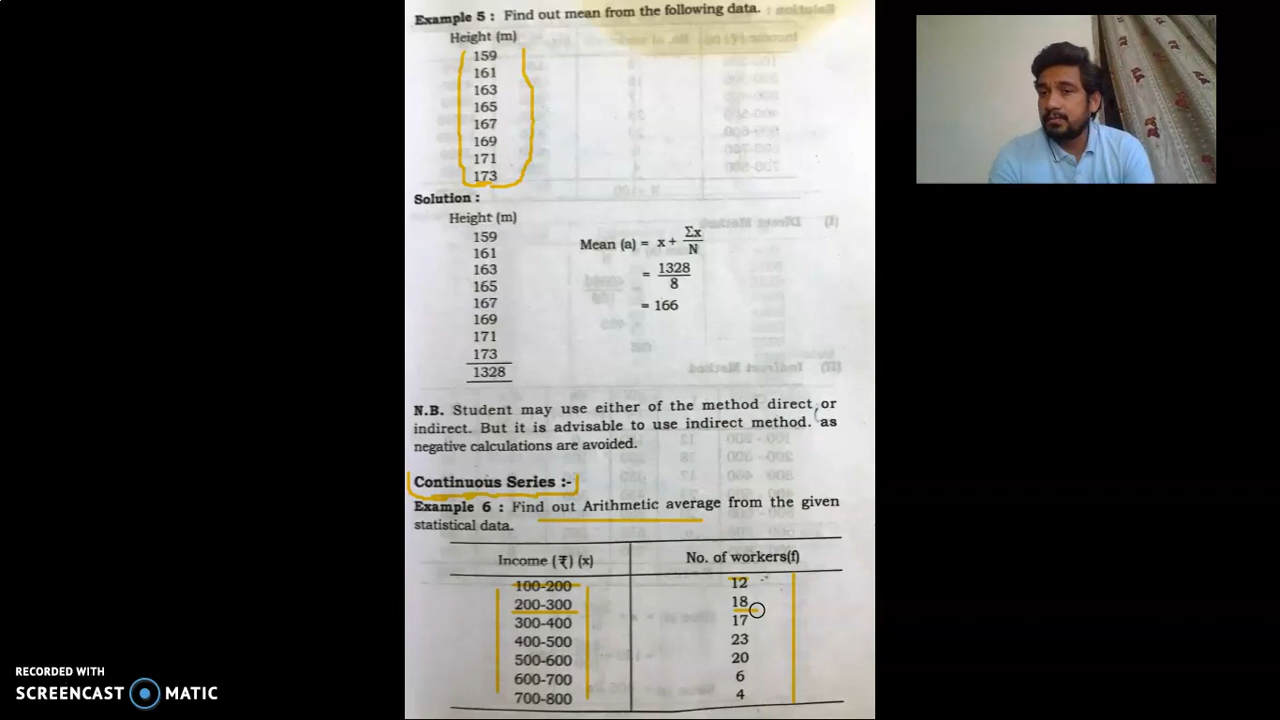 Example 5 : Find out mean from the following data.
Height (m)
159
161
163
165
167
169
171
173
Solution :
Height (m)
159
161
163
165
167
169
171
173
1328
Mean (a) = x + Σx / N
= 1328 / 8
= 166
N.B. Student may use either of the method direct or
indirect. But it is advisable to use indirect method. as
negative calculations are avoided.
Continuous Series :-
Example 6 : Find out Arithmetic average from the given
statistical data.
Income (₹) (x) No. of workers(f)
100-200 12
200-300 18
300-400 17
400-500 23
500-600 20
600-700 6
700-800 4
RECORDED WITH
SCREENCAST MATIC